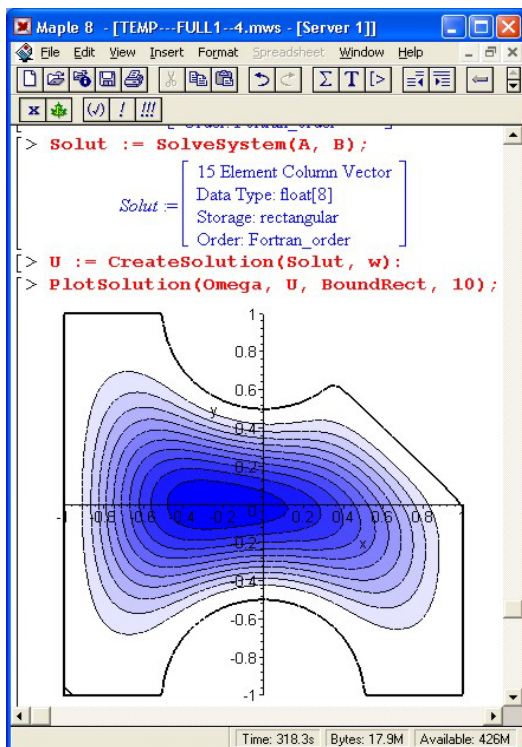 Maple 8 - [TEMP---FULL1--4.mws - [Server 1]]
File Edit View Insert Format Spreadsheet Window Help
Σ T [>
x (√) ! !!!
Order: Fortran_order
[> Solut := SolveSystem(A, B);
Solut := [ 15 Element Column Vector
Data Type: float[8]
Storage: rectangular
Order: Fortran_order ]
[> U := CreateSolution(Solut, w):
[> PlotSolution(Omega, U, BoundRect, 10);
1
0.8
0.6
y
0.4
0.2
-1 -0.8 -0.6 -0.4 -0.2 0 0.2 0.4 0.6 0.8 1
-0.2
x
-0.4
-0.6
-0.8
-1
Time: 318.3s Bytes: 17.9M Available: 426M